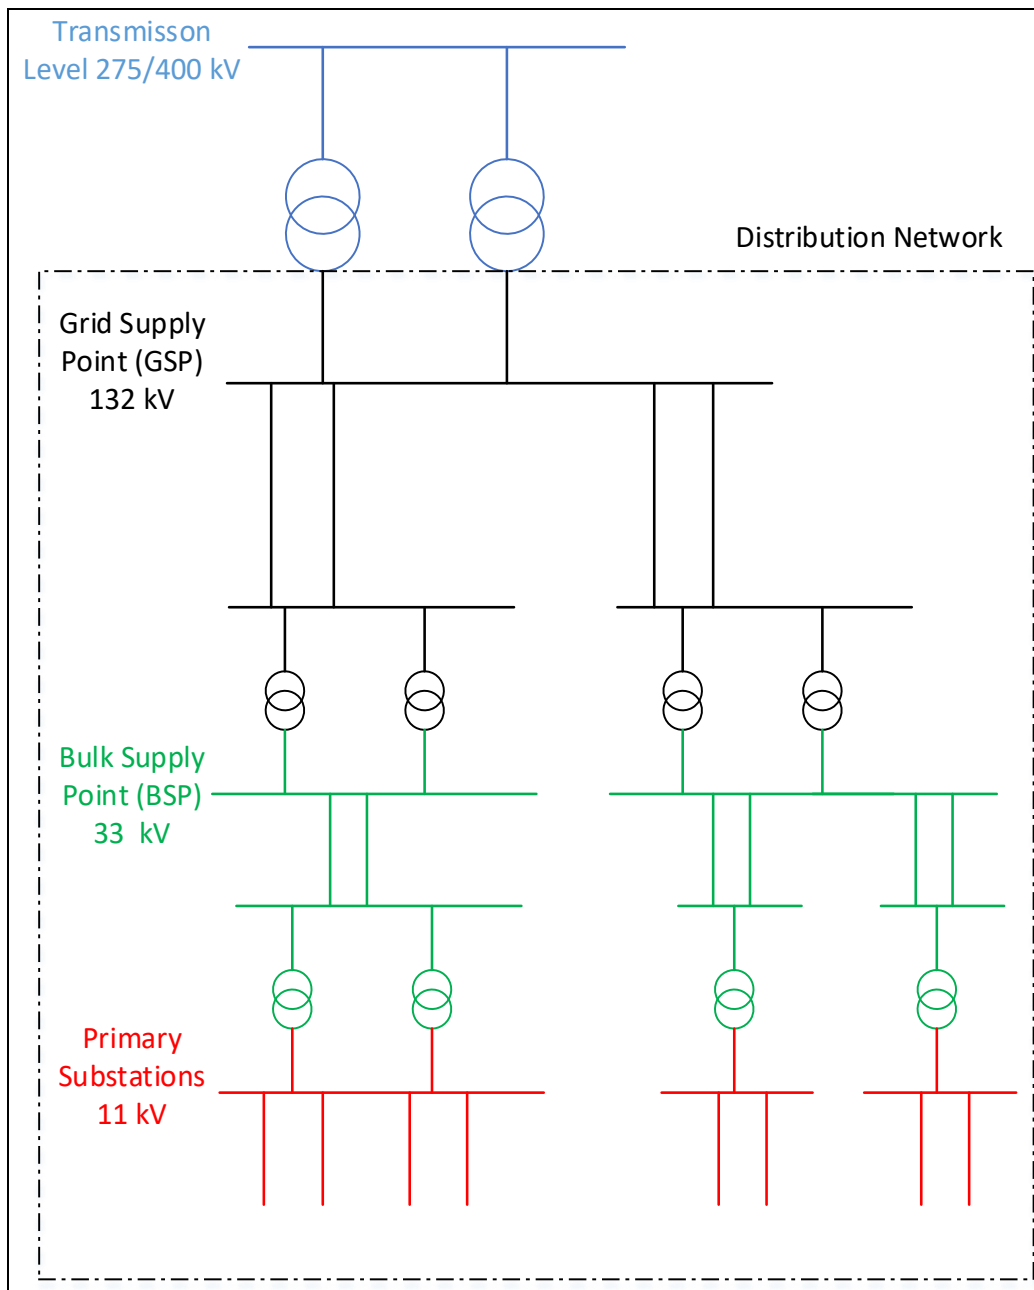 Transmisson
Level 275/400 kV
Distribution Network
Grid Supply
Point (GSP)
132 kV
Bulk Supply
Point (BSP)
33  kV
Primary
Substations
11 kV